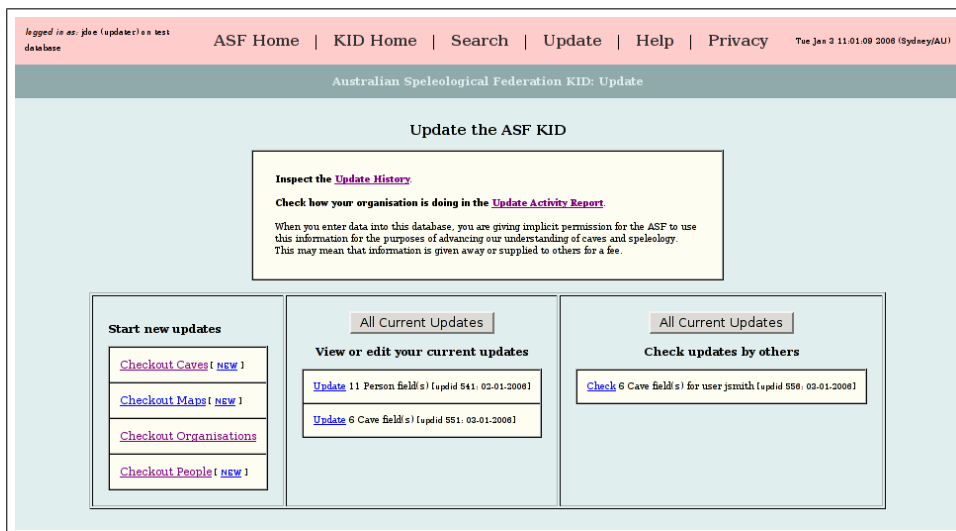 logged in as: jdoe (updater) on test
database
ASF Home | KID Home | Search | Update | Help | Privacy
Tue Jan 3 11:01:09 2006 (Sydney/AU)
Australian Speleological Federation KID: Update
Update the ASF KID
Inspect the Update History.
Check how your organisation is doing in the Update Activity Report.
When you enter data into this database, you are giving implicit permission for the ASF to use
this information for the purposes of advancing our understanding of caves and speleology.
This may mean that information is given away or supplied to others for a fee.
Start new updates
Checkout Caves [ NEW ]
Checkout Maps [ NEW ]
Checkout Organisations
Checkout People [ NEW ]
All Current Updates
View or edit your current updates
Update 11 Person field(s) [updid 541: 02-01-2006]
Update 6 Cave field(s) [updid 551: 03-01-2006]
All Current Updates
Check updates by others
Check 6 Cave field(s) for user jsmith [updid 556: 03-01-2006]